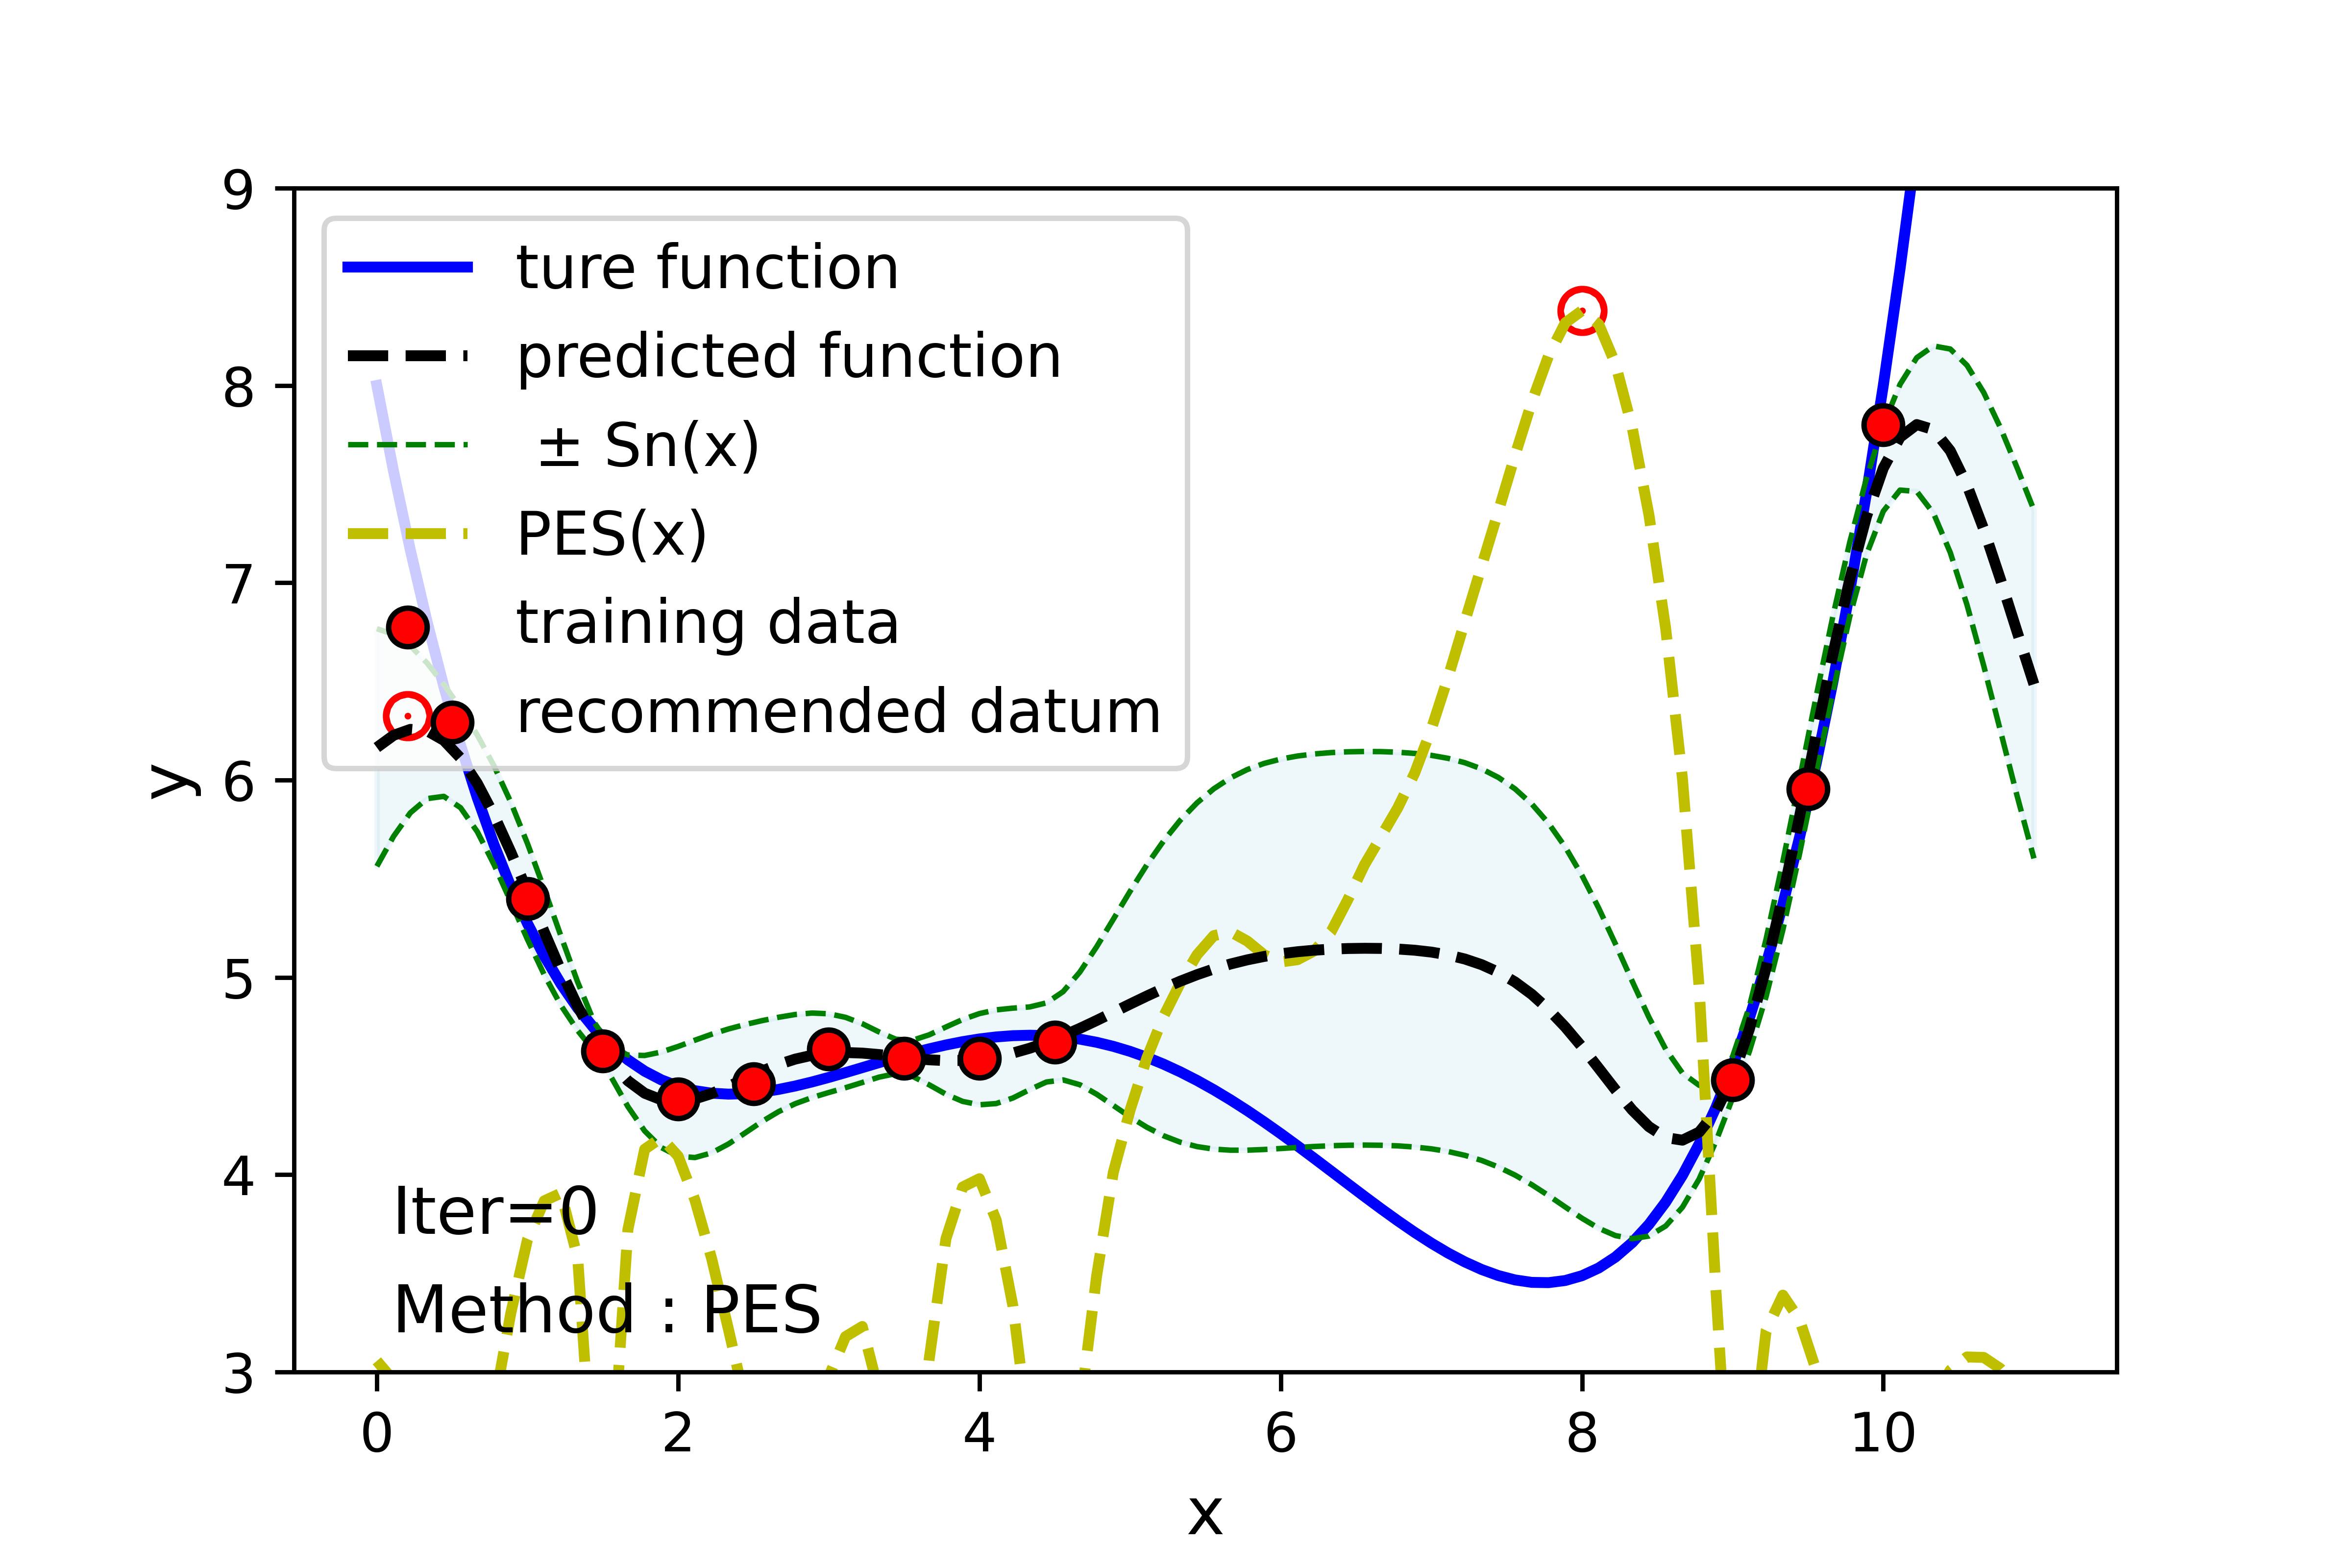 9
8
7
6
5
4
3
y
ture function
predicted function
± Sn(x)
PES(x)
training data
recommended datum
Iter=0
Method : PES
0 2 4 6 8 10
x